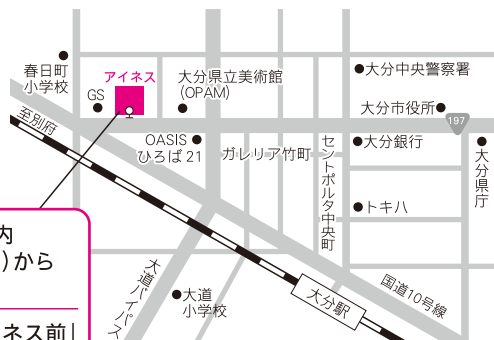 春日町
小学校
アイネス
GS
大分県立美術館
(OPAM)
大分中央警察署
大分市役所
197
至別府
OASIS
ひろば21
ガレリア竹町
セントポルタ中央町
大分銀行
大分県庁
トキハ
内
)から
ネス前」
大道バイパス
大道
小学校
大分駅
国道10号線